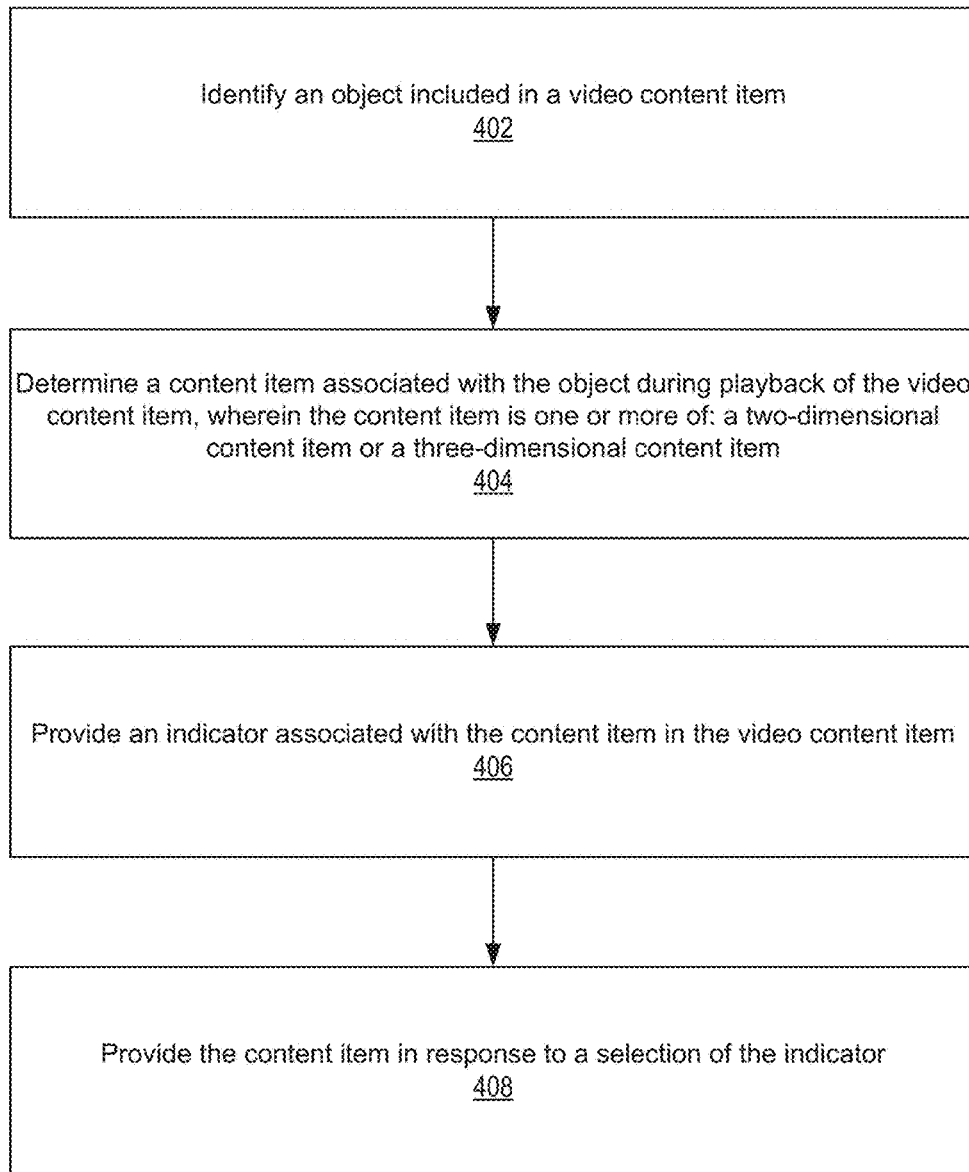 Identify an object included in a video content item
402
Determine a content item associated with the object during playback of the video
content item, wherein the content item is one or more of: a two-dimensional
content item or a three-dimensional content item
404
Provide an indicator associated with the content item in the video content item
406
Provide the content item in response to a selection of the indicator
408